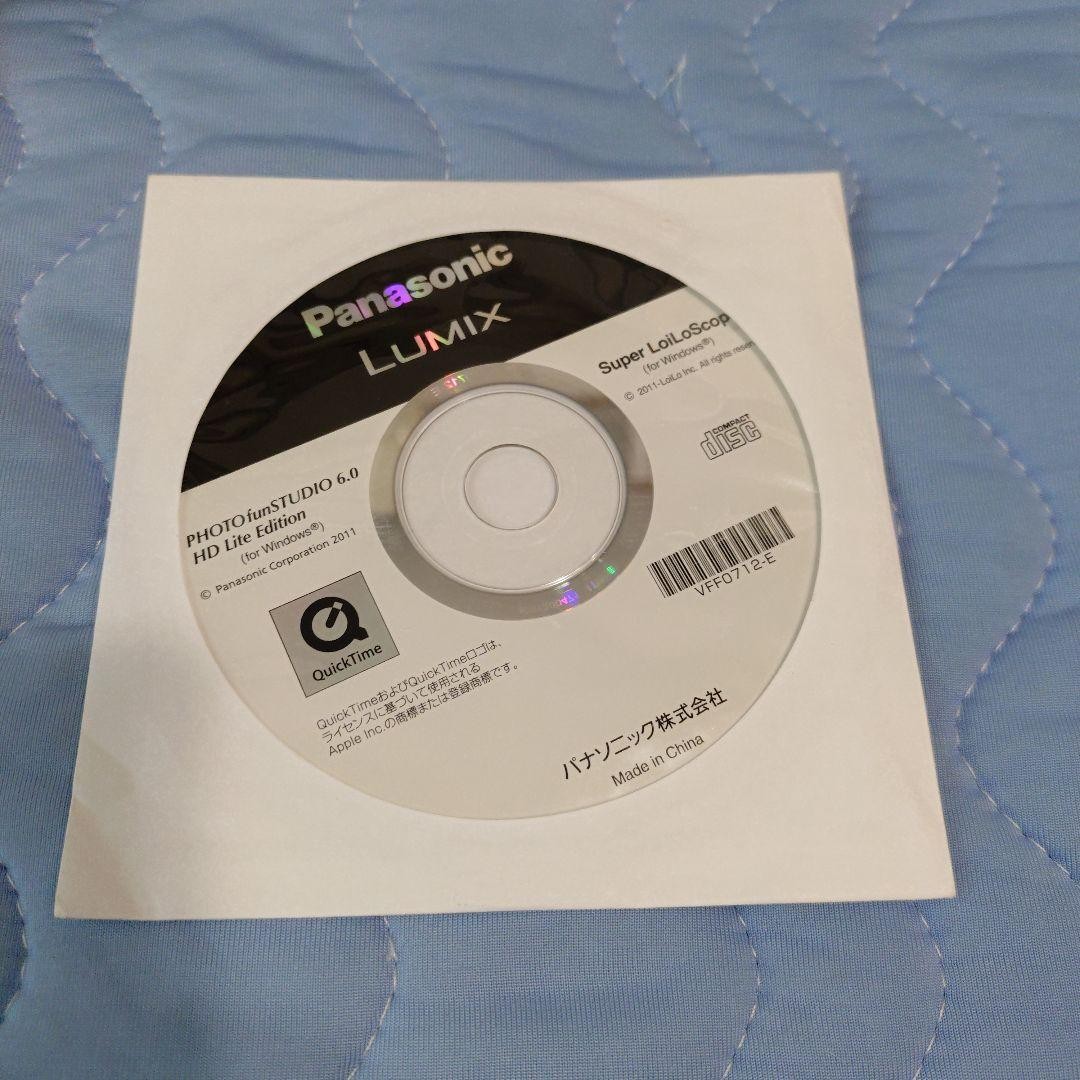 Panasonic
LUMIX
Super LoiLoScop
(for Windows®)
© 2011-LoiLo Inc. All rights reser
COMPACT
disc
PHOTOfunSTUDIO 6.0
HD Lite Edition
(for Windows®)
© Panasonic Corporation 2011
VFF0712-E
QuickTime
QuickTimeおよびQuickTimeロゴは、
ライセンスに基づいて使用される
Apple Inc.の商標または登録商標です。
パナソニック株式会社
Made in China